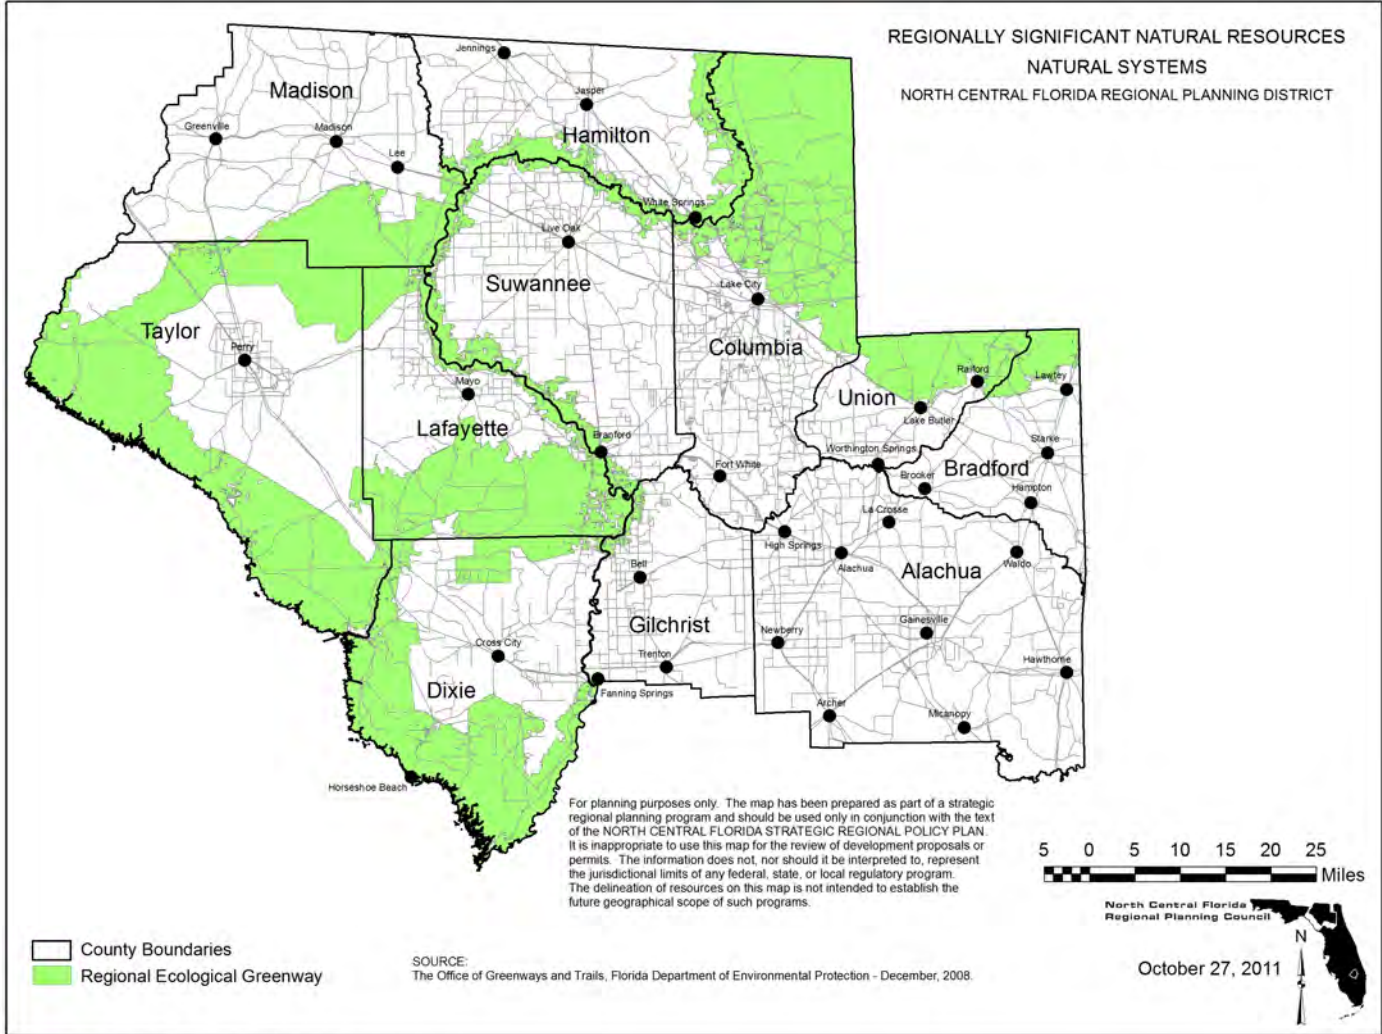 REGIONALLY SIGNIFICANT NATURAL RESOURCES
NATURAL SYSTEMS
NORTH CENTRAL FLORIDA REGIONAL PLANNING DISTRICT
Jennings
Madison
Jasper
Greenville
Madison
Hamilton
Lee
White Springs
Live Oak
Suwannee
Lake City
Taylor
Perry
Columbia
Raiford
Lawtey
Mayo
Union
Lake Butler
Lafayette
Branford
Starke
Worthington Springs
Fort White
Bradford
Brooker
Hampton
La Crosse
High Springs
Alachua
Alachua
Waldo
Bell
Gilchrist
Newberry
Gainesville
Cross City
Trenton
Hawthorne
Dixie
Fanning Springs
Archer
Micanopy
Horseshoe Beach
For planning purposes only. The map has been prepared as part of a strategic
regional planning program and should be used only in conjunction with the text
of the NORTH CENTRAL FLORIDA STRATEGIC REGIONAL POLICY PLAN.
It is inappropriate to use this map for the review of development proposals or
permits. The information does not, nor should it be interpreted to, represent
the jurisdictional limits of any federal, state, or local regulatory program.
The delineation of resources on this map is not intended to establish the
future geographical scope of such programs.
5 0 5 10 15 20 25
Miles
North Central Florida
Regional Planning Council
N
October 27, 2011
County Boundaries
Regional Ecological Greenway
SOURCE:
The Office of Greenways and Trails, Florida Department of Environmental Protection - December, 2008.